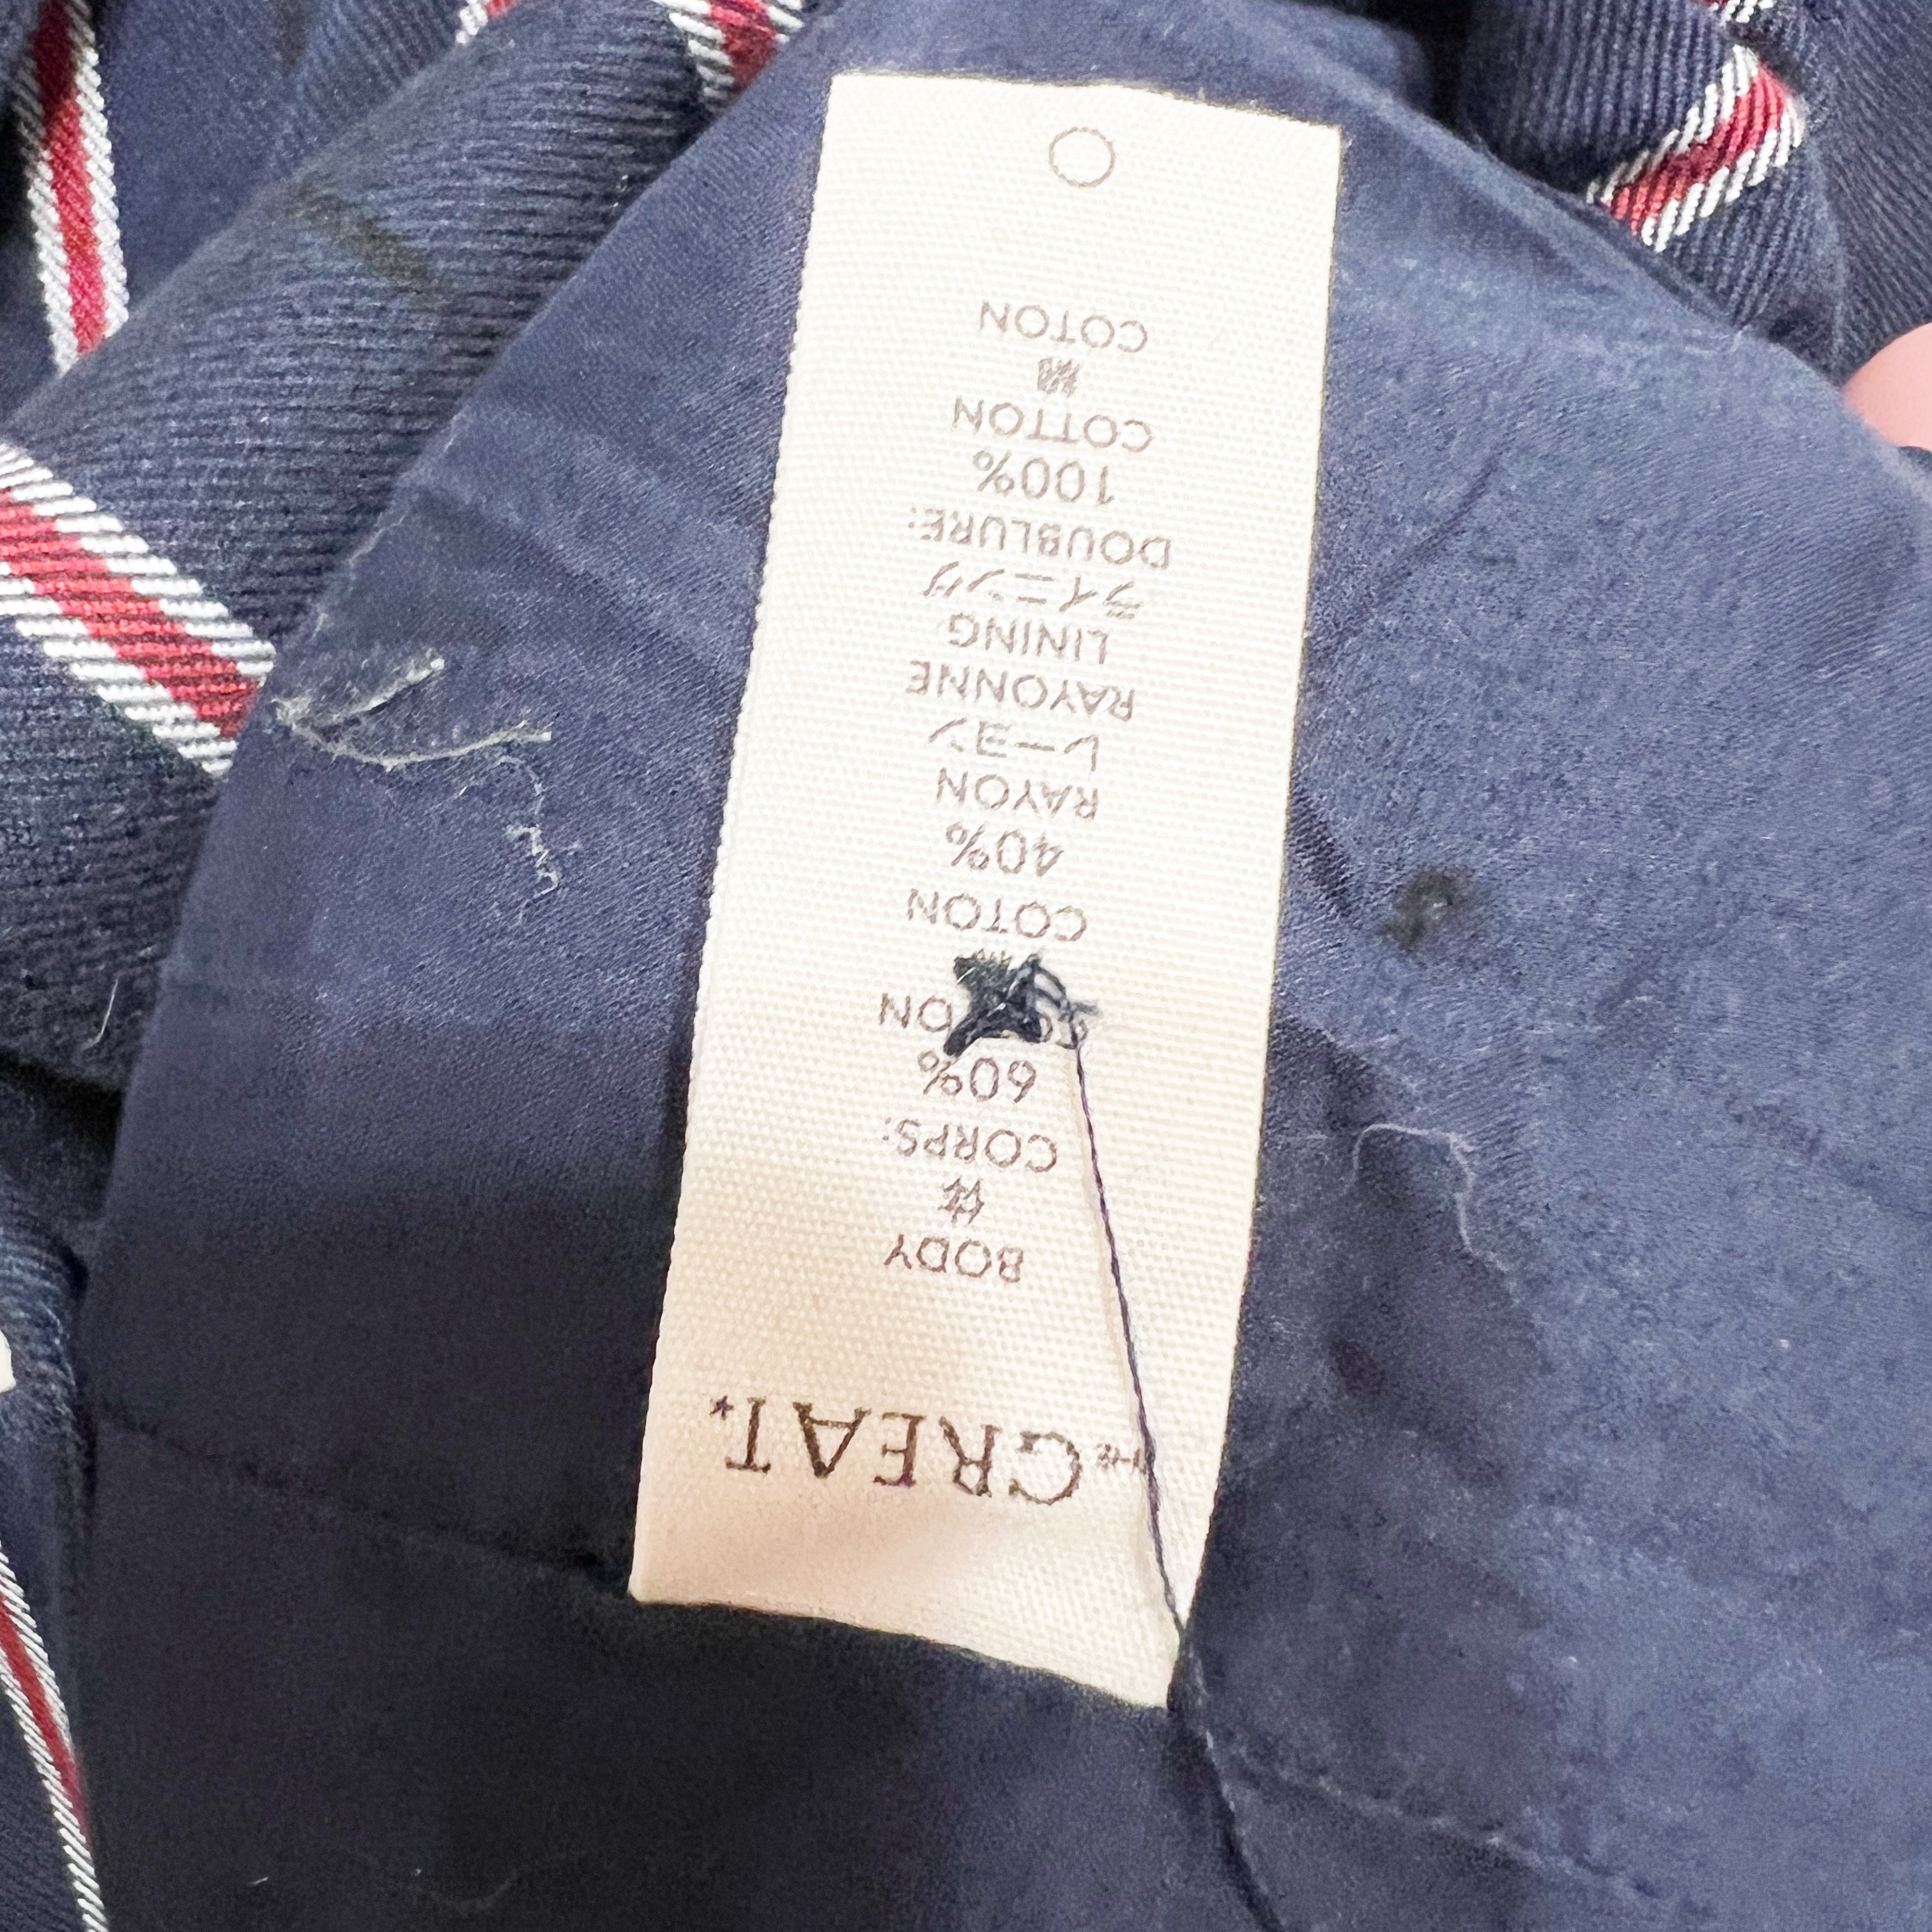 THE GREAT.*
BODY
体
CORPS:
60%
COTON
40%
RAYON
レーヨン
RAYONNE
LINING
ライニング
DOUBLURE:
100%
COTTON
綿
COTON